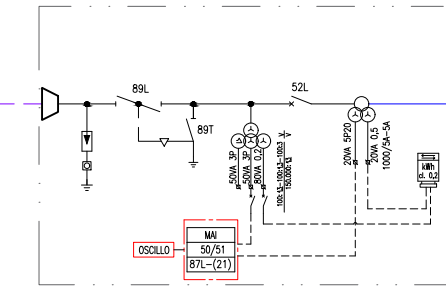 89L
52L
89T
50VA 3P
50VA 3P
80VA 0,2
100:√3-100:√3-100:3 V
150.000:√3
20VA 5P20
20VA 0,5
1000/5A-5A
kWh
cl. 0,2
MAI
50/51
87L-(21)
OSCILLO